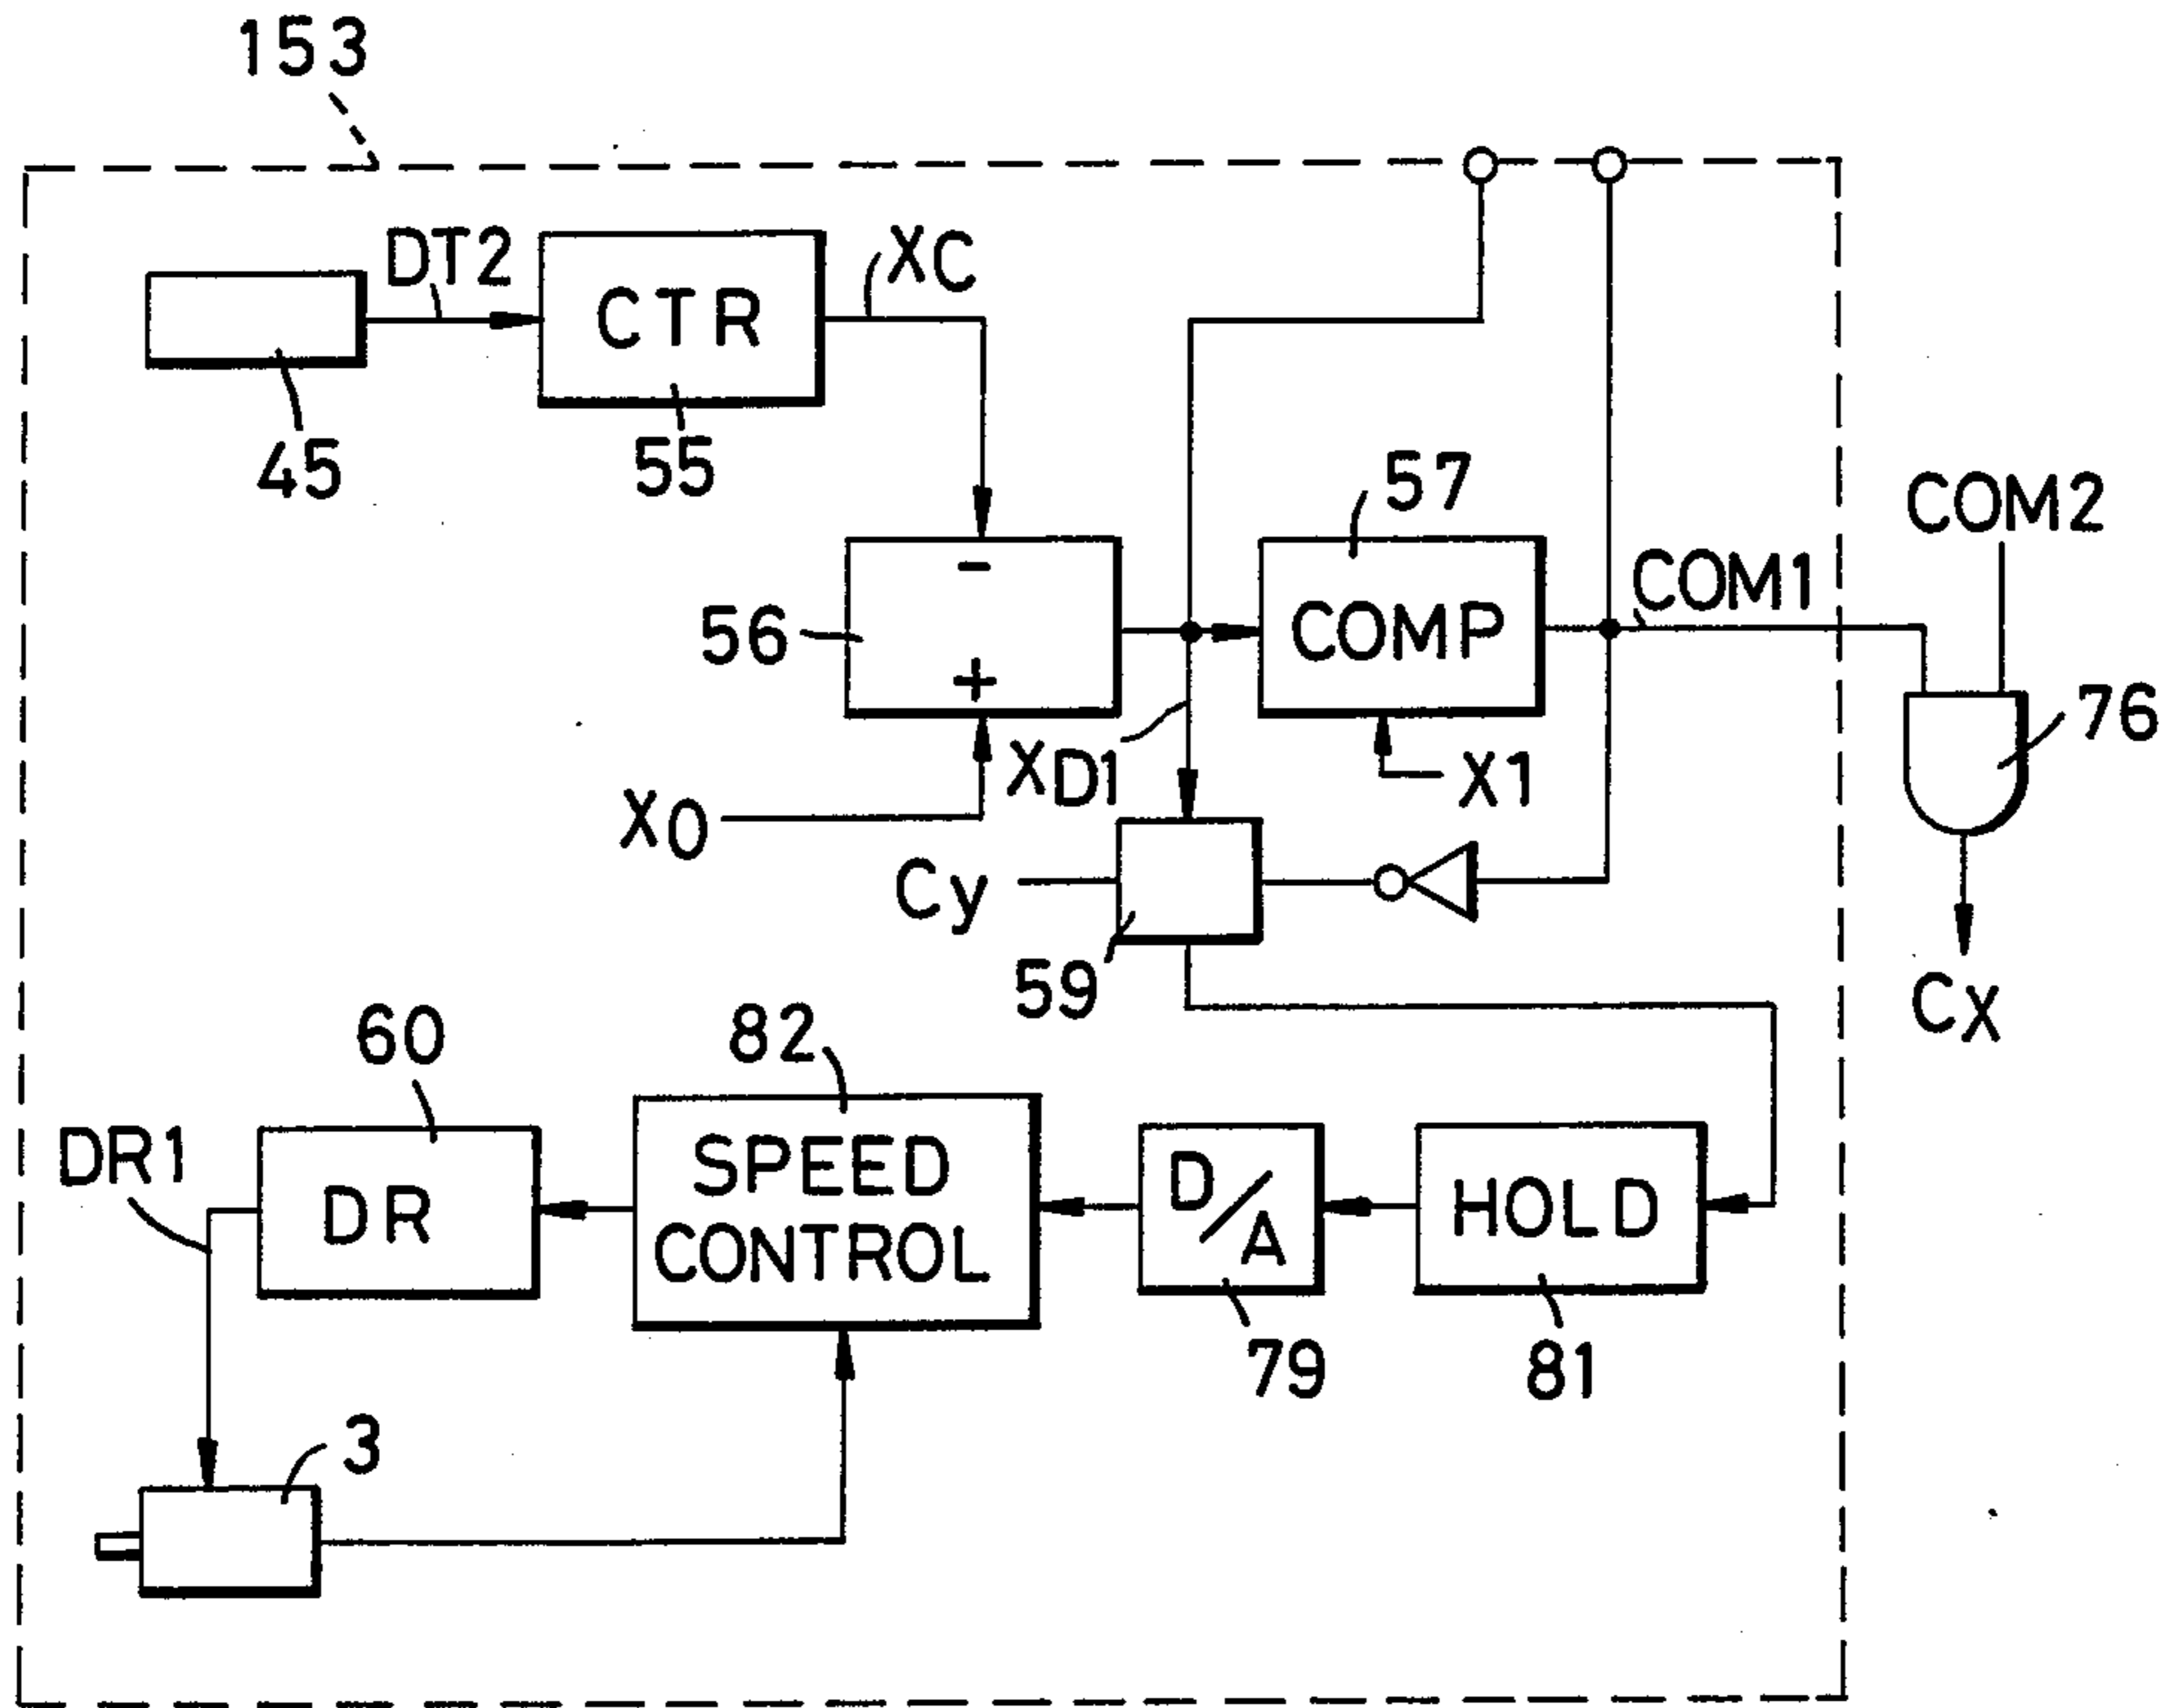 153
DT2
CTR
XC
45
55
57
COM2
-
56
+
COMP
COM1
76
XO
XD1
X1
Cy
59
CX
60
82
DR1
DR
SPEED
CONTROL
D/A
HOLD
79
81
3